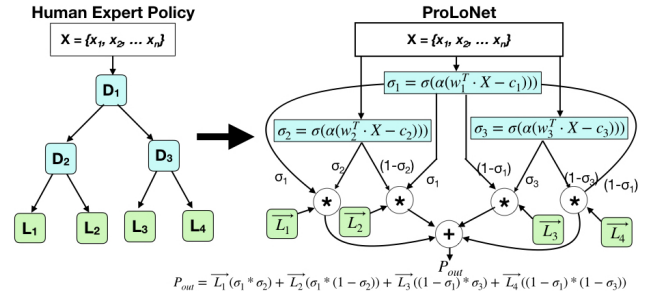 Human Expert Policy
X = {x₁, x₂, ... xₙ}
D₁
D₂
D₃
L₁
L₂
L₃
L₄
ProLoNet
X = {x₁, x₂, ... xₙ}
σ₁ = σ(α(w₁ᵀ · X − c₁)))
σ₂ = σ(α(w₂ᵀ · X − c₂)))
σ₃ = σ(α(w₃ᵀ · X − c₃)))
σ₁
σ₂
(1-σ₂)
σ₁
(1-σ₁)
σ₃
(1-σ₃)
(1-σ₁)
*
*
*
*
L₁→
L₂→
L₃→
L₄→
+
P_out
P_out = L₁→(σ₁ * σ₂) + L₂→(σ₁ * (1 − σ₂)) + L₃→((1 − σ₁) * σ₃) + L₄→((1 − σ₁) * (1 − σ₃))